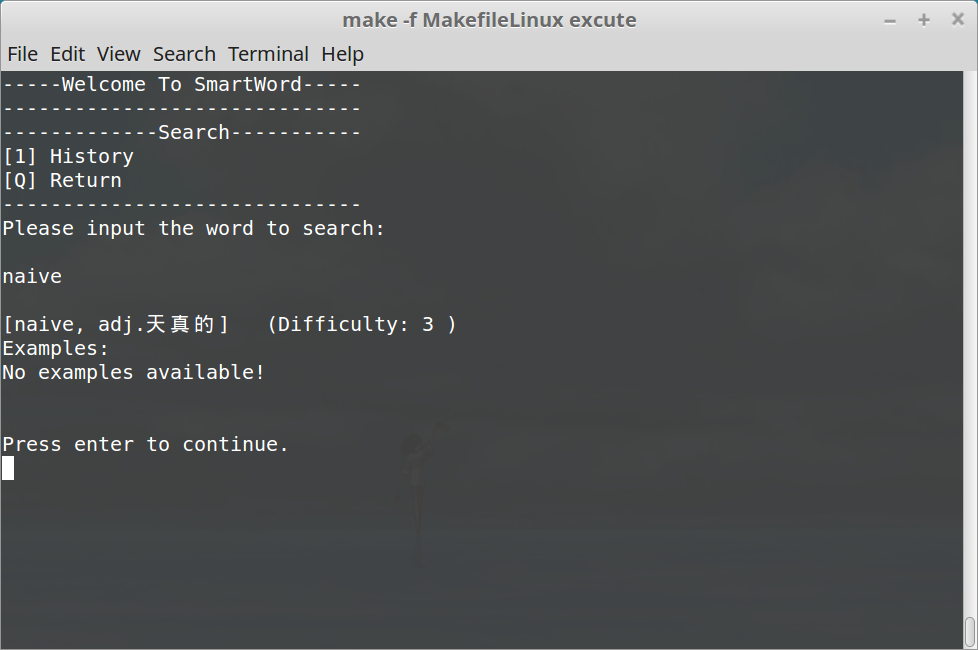 make -f MakefileLinux excute
File Edit View Search Terminal Help
-----Welcome To SmartWord-----
------------------------------
-------------Search-----------
[1] History
[Q] Return
------------------------------
Please input the word to search:
naive
[naive, adj.天真的]   (Difficulty: 3 )
Examples:
No examples available!
Press enter to continue.